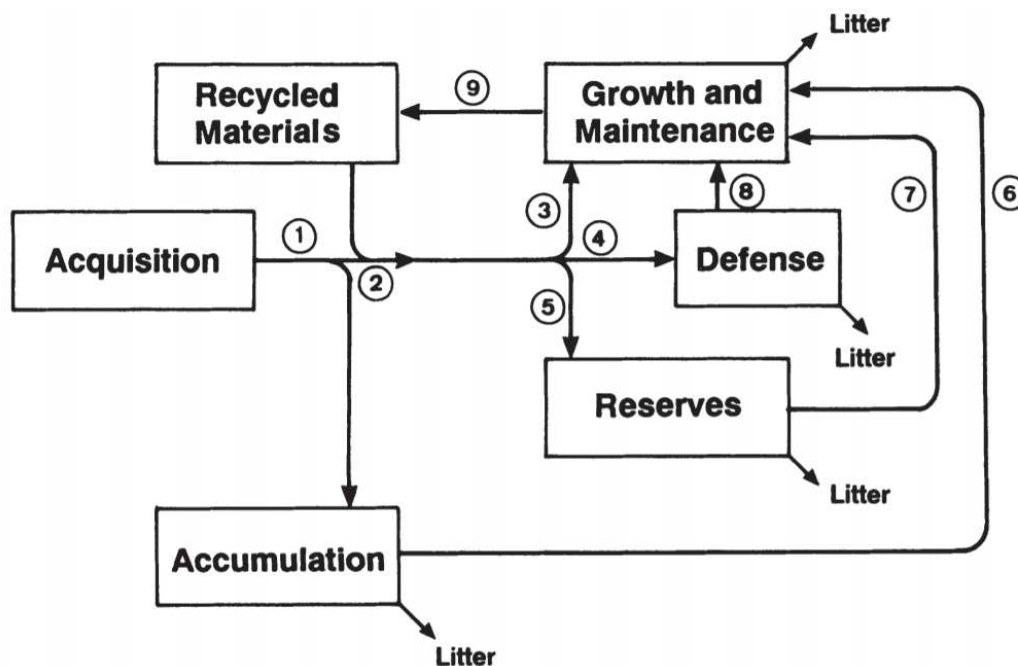 Litter
Recycled
Materials
9
Growth and
Maintenance
3
8
7
6
Acquisition
1
2
4
Defense
5
Litter
Reserves
Litter
Accumulation
Litter